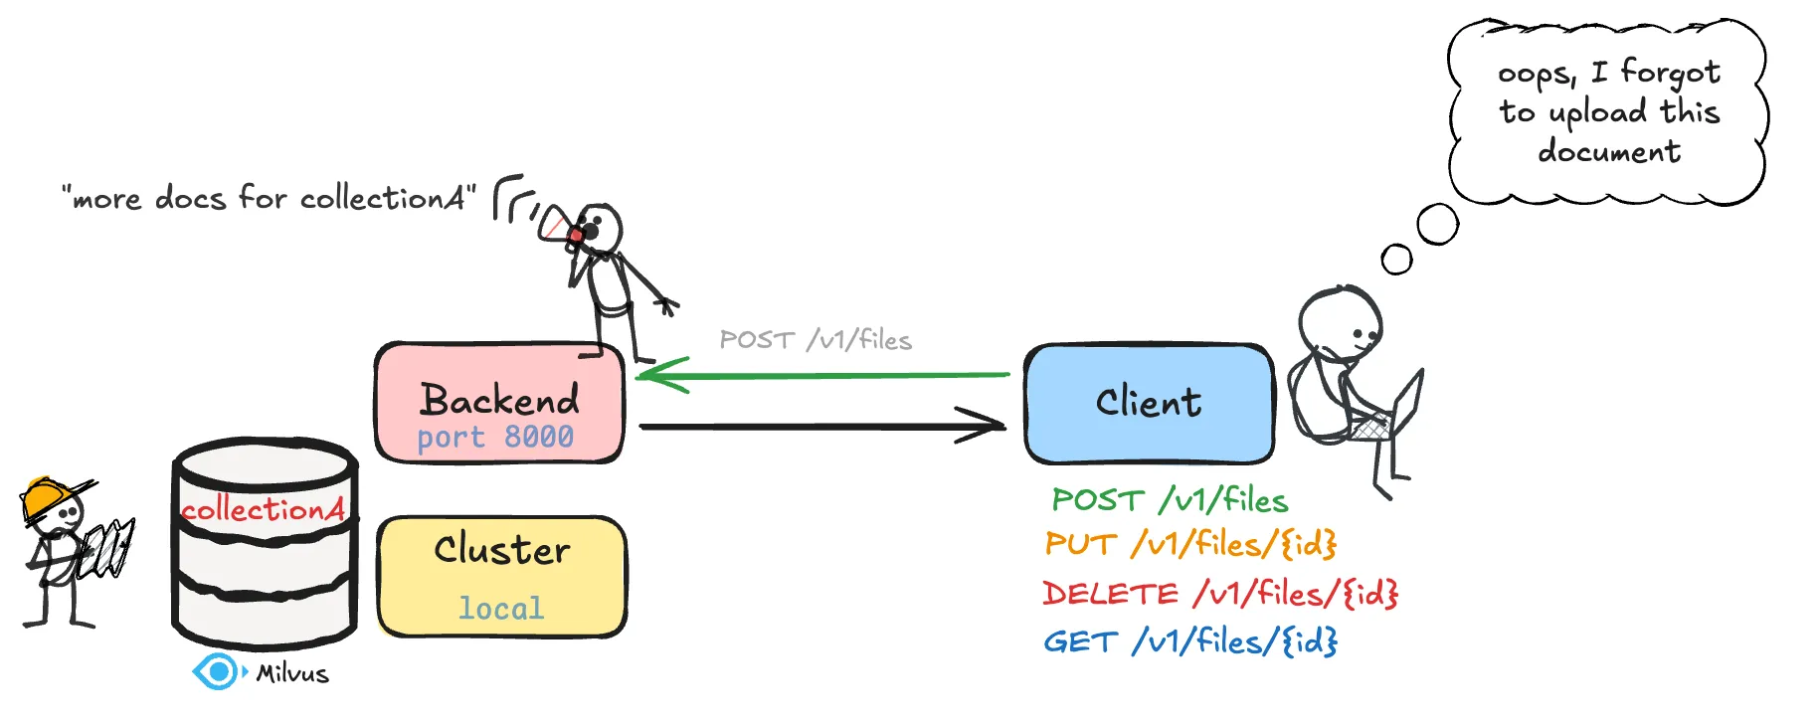 oops, I forgot
to upload this
document
"more docs for collectionA"
POST /v1/files
Backend
port 8000
Client
collectionA
Cluster
local
Milvus
POST /v1/files
PUT /v1/files/{id}
DELETE /v1/files/{id}
GET /v1/files/{id}